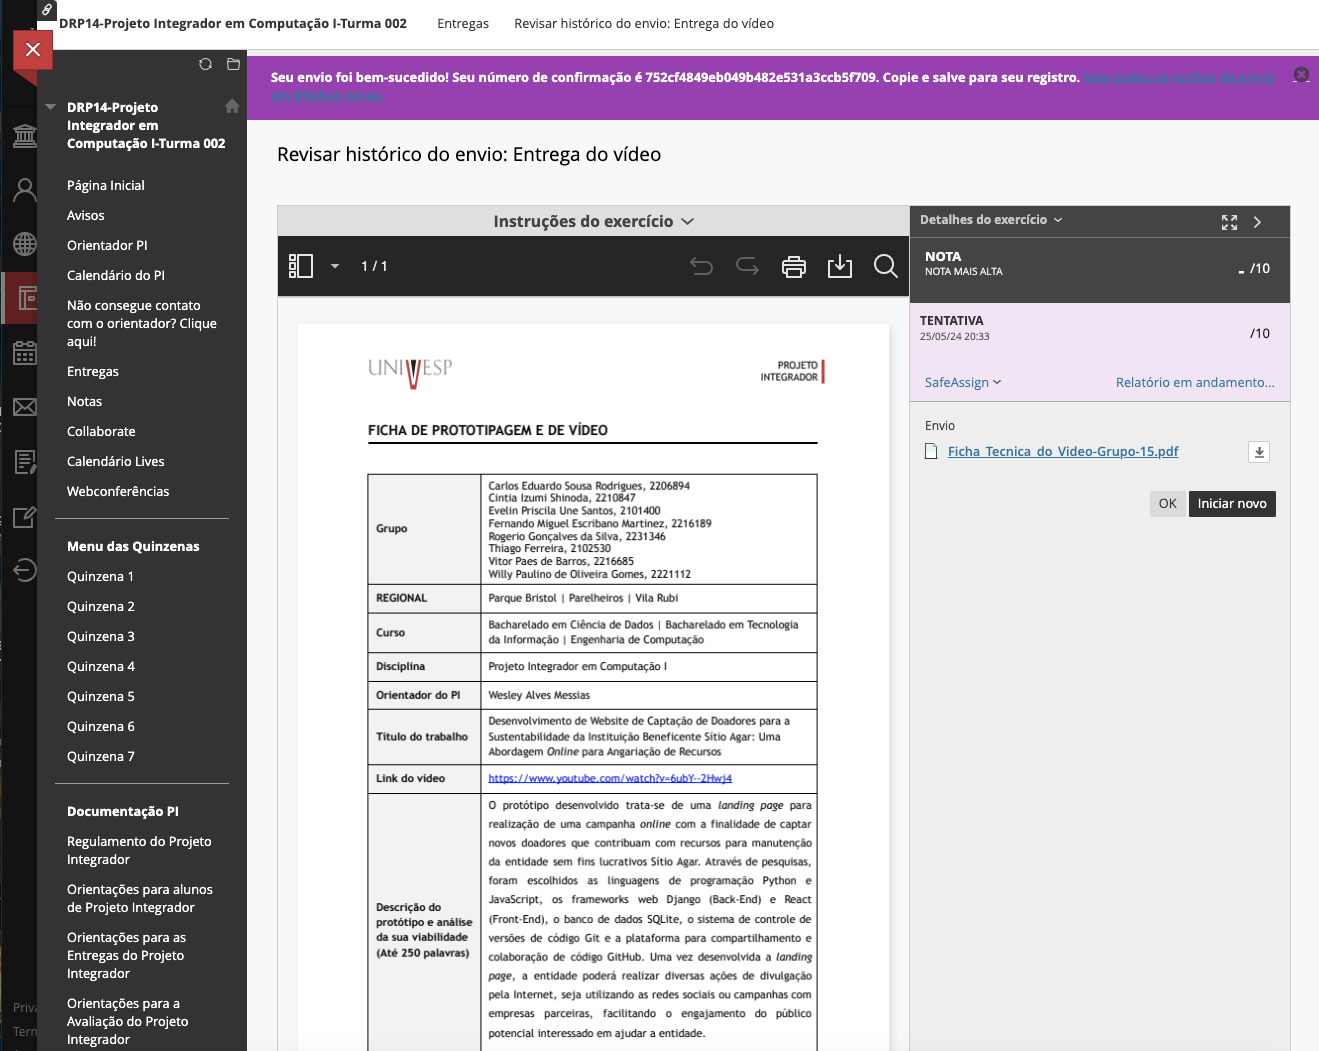 DRP14-Projeto Integrador em Computação I-Turma 002 Entregas Revisar histórico do envio: Entrega do vídeo
Seu envio foi bem-sucedido! Seu número de confirmação é 752cf4849eb049b482e531a3ccb5f709. Copie e salve para seu registro. Veja todos os recibos de envio
em Minhas notas.
DRP14-Projeto
Integrador em
Computação I-Turma 002
Página Inicial
Avisos
Orientador PI
Calendário do PI
Não consegue contato
com o orientador? Clique
aqui!
Entregas
Notas
Collaborate
Calendário Lives
Webconferências
Menu das Quinzenas
Quinzena 1
Quinzena 2
Quinzena 3
Quinzena 4
Quinzena 5
Quinzena 6
Quinzena 7
Documentação PI
Regulamento do Projeto
Integrador
Orientações para alunos
de Projeto Integrador
Orientações para as
Entregas do Projeto
Integrador
Orientações para a
Avaliação do Projeto
Integrador
Priva
Term
Revisar histórico do envio: Entrega do vídeo
Instruções do exercício
1 / 1
UNIVESP
PROJETO
INTEGRADOR
FICHA DE PROTOTIPAGEM E DE VÍDEO
Grupo
Carlos Eduardo Sousa Rodrigues, 2206894
Cintia Izumi Shinoda, 2210847
Evelin Priscila Une Santos, 2101400
Fernando Miguel Escribano Martinez, 2216189
Rogerio Gonçalves da Silva, 2231346
Thiago Ferreira, 2102530
Vitor Paes de Barros, 2216685
Willy Paulino de Oliveira Gomes, 2221112
REGIONAL
Parque Bristol | Parelheiros | Vila Rubi
Curso
Bacharelado em Ciência de Dados | Bacharelado em Tecnologia
da Informação | Engenharia de Computação
Disciplina
Projeto Integrador em Computação I
Orientador do PI
Wesley Alves Messias
Título do trabalho
Desenvolvimento de Website de Captação de Doadores para a
Sustentabilidade da Instituição Beneficente Sítio Agar: Uma
Abordagem Online para Angariação de Recursos
Link do vídeo
https://www.youtube.com/watch?v=6ubY--2Hwj4
Descrição do
protótipo e análise
da sua viabilidade
(Até 250 palavras)
O protótipo desenvolvido trata-se de uma landing page para
realização de uma campanha online com a finalidade de captar
novos doadores que contribuam com recursos para manutenção
da entidade sem fins lucrativos Sítio Agar. Através de pesquisas,
foram escolhidos as linguagens de programação Python e
JavaScript, os frameworks web Django (Back-End) e React
(Front-End), o banco de dados SQLite, o sistema de controle de
versões de código Git e a plataforma para compartilhamento e
colaboração de código GitHub. Uma vez desenvolvida a landing
page, a entidade poderá realizar diversas ações de divulgação
pela Internet, seja utilizando as redes sociais ou campanhas com
empresas parceiras, facilitando o engajamento do público
potencial interessado em ajudar a entidade.
Detalhes do exercício
NOTA
NOTA MAIS ALTA
- /10
TENTATIVA
25/05/24 20:33
/10
SafeAssign
Relatório em andamento...
Envio
Ficha_Tecnica_do_Video-Grupo-15.pdf
OK
Iniciar novo